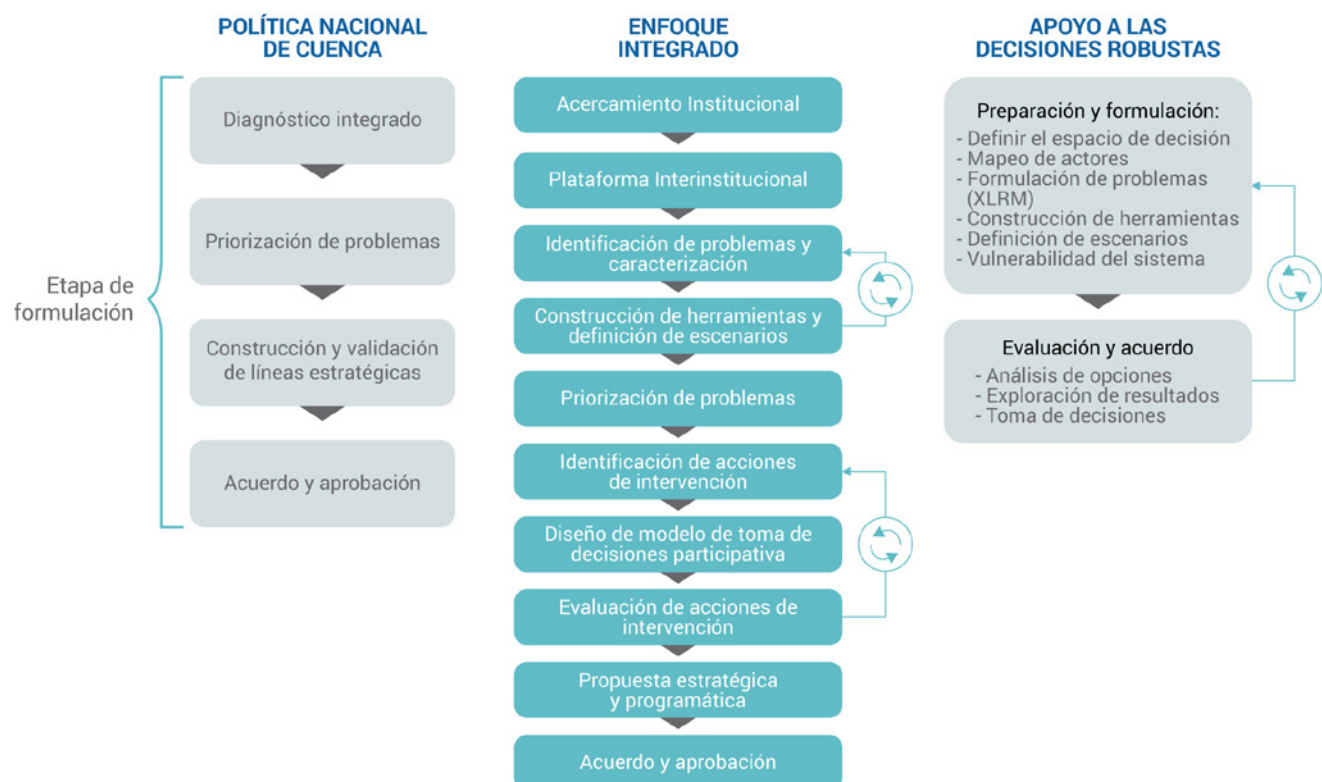 POLÍTICA NACIONAL
DE CUENCA
Etapa de
formulación
Diagnóstico integrado
Priorización de problemas
Construcción y validación
de líneas estratégicas
Acuerdo y aprobación
ENFOQUE
INTEGRADO
Acercamiento Institucional
Plataforma Interinstitucional
Identificación de problemas y
caracterización
Construcción de herramientas y
definición de escenarios
Priorización de problemas
Identificación de acciones
de intervención
Diseño de modelo de toma de
decisiones participativa
Evaluación de acciones de
intervención
Propuesta estratégica
y programática
Acuerdo y aprobación
APOYO A LAS
DECISIONES ROBUSTAS
Preparación y formulación:
- Definir el espacio de decisión
- Mapeo de actores
- Formulación de problemas
(XLRM)
- Construcción de herramientas
- Definición de escenarios
- Vulnerabilidad del sistema
Evaluación y acuerdo
- Análisis de opciones
- Exploración de resultados
- Toma de decisiones